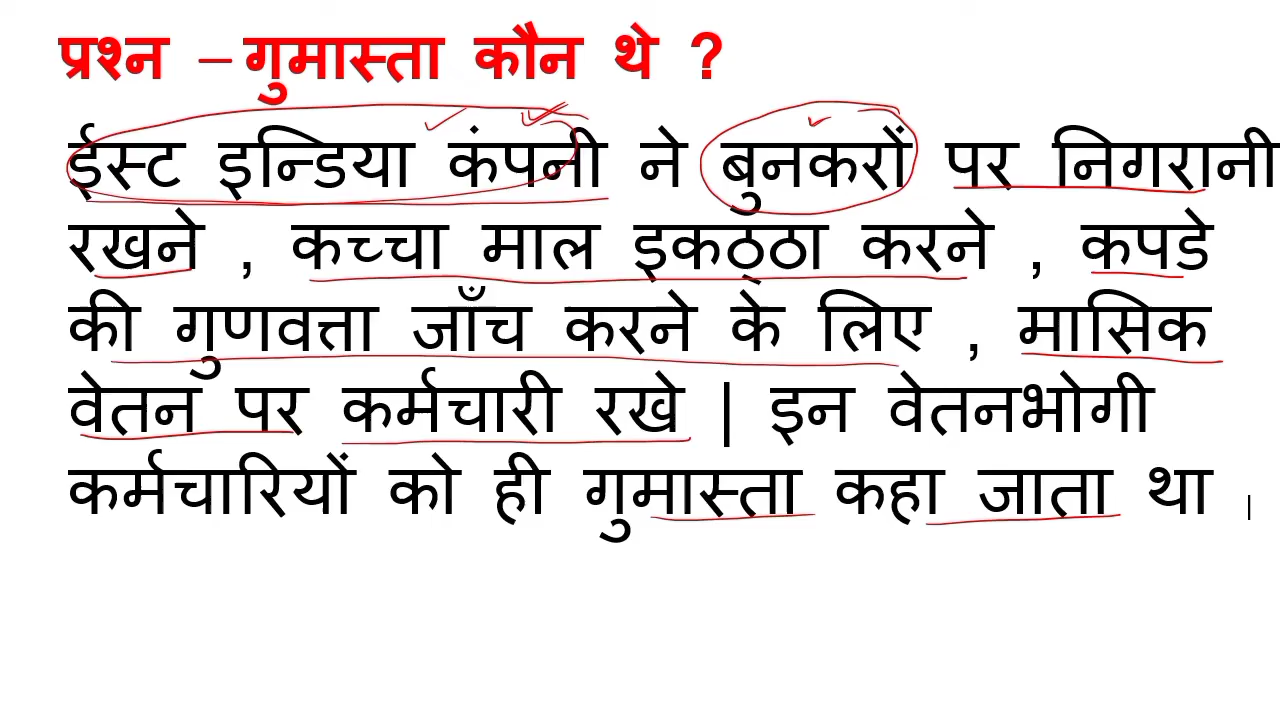 प्रश्न – गुमास्ता कौन थे ?
ईस्ट इन्डिया कंपनी ने बुनकरों पर निगरानी
रखने , कच्चा माल इकठ्ठा करने , कपडे
की गुणवत्ता जाँच करने के लिए , मासिक
वेतन पर कर्मचारी रखे | इन वेतनभोगी
कर्मचारियों को ही गुमास्ता कहा जाता था |